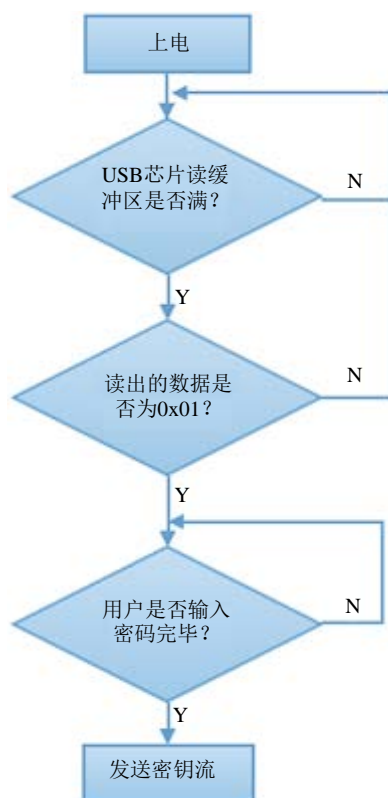 上电
USB芯片读缓
冲区是否满？
N
Y
读出的数据是
否为0x01？
N
Y
用户是否输入
密码完毕？
N
Y
发送密钥流